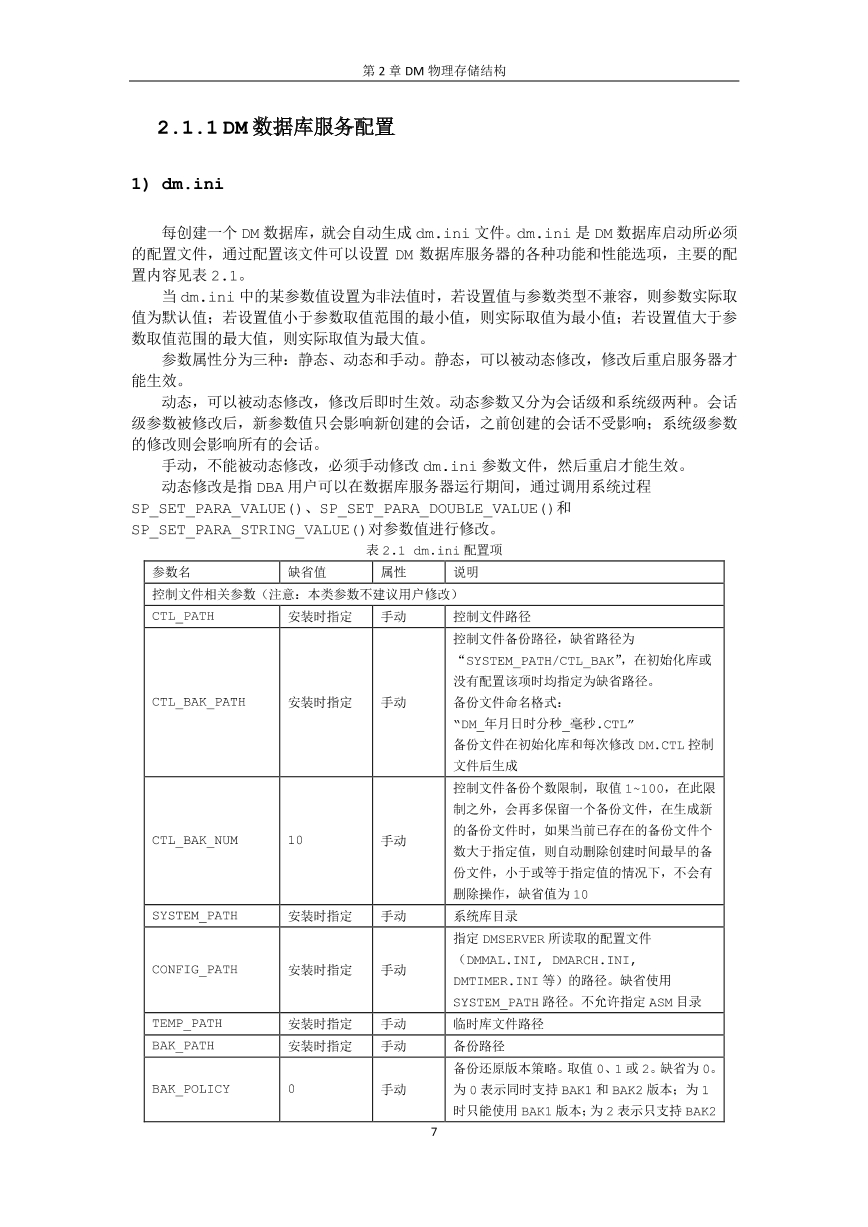 第 2 章 DM 物理存储结构
2.1.1 DM 数据库服务配置
1) dm.ini
每创建一个 DM 数据库，就会自动生成 dm.ini 文件。dm.ini 是 DM 数据库启动所必须
的配置文件，通过配置该文件可以设置 DM 数据库服务器的各种功能和性能选项，主要的配
置内容见表 2.1。
当 dm.ini 中的某参数值设置为非法值时，若设置值与参数类型不兼容，则参数实际取
值为默认值；若设置值小于参数取值范围的最小值，则实际取值为最小值；若设置值大于参
数取值范围的最大值，则实际取值为最大值。
参数属性分为三种：静态、动态和手动。静态，可以被动态修改，修改后重启服务器才
能生效。
动态，可以被动态修改，修改后即时生效。动态参数又分为会话级和系统级两种。会话
级参数被修改后，新参数值只会影响新创建的会话，之前创建的会话不受影响；系统级参数
的修改则会影响所有的会话。
手动，不能被动态修改，必须手动修改 dm.ini 参数文件，然后重启才能生效。
动态修改是指 DBA 用户可以在数据库服务器运行期间，通过调用系统过程
SP_SET_PARA_VALUE()、SP_SET_PARA_DOUBLE_VALUE()和
SP_SET_PARA_STRING_VALUE()对参数值进行修改。
表 2.1 dm.ini 配置项
参数名 缺省值 属性 说明
控制文件相关参数（注意：本类参数不建议用户修改）
CTL_PATH 安装时指定 手动 控制文件路径
控制文件备份路径，缺省路径为
“SYSTEM_PATH/CTL_BAK”，在初始化库或
没有配置该项时均指定为缺省路径。
CTL_BAK_PATH 安装时指定 手动 备份文件命名格式：
“DM_年月日时分秒_毫秒.CTL”
备份文件在初始化库和每次修改 DM.CTL 控制
文件后生成
控制文件备份个数限制，取值 1~100，在此限
制之外，会再多保留一个备份文件，在生成新
的备份文件时，如果当前已存在的备份文件个
CTL_BAK_NUM 10 手动 数大于指定值，则自动删除创建时间最早的备
份文件，小于或等于指定值的情况下，不会有
删除操作，缺省值为 10
SYSTEM_PATH 安装时指定 手动 系统库目录
指定 DMSERVER 所读取的配置文件
（DMMAL.INI, DMARCH.INI,
CONFIG_PATH 安装时指定 手动 DMTIMER.INI 等）的路径。缺省使用
SYSTEM_PATH 路径。不允许指定 ASM 目录
TEMP_PATH 安装时指定 手动 临时库文件路径
BAK_PATH 安装时指定 手动 备份路径
备份还原版本策略。取值 0、1 或 2。缺省为 0。
BAK_POLICY 0 手动 为 0 表示同时支持 BAK1 和 BAK2 版本；为 1
时只能使用 BAK1 版本；为 2 表示只支持 BAK2
7